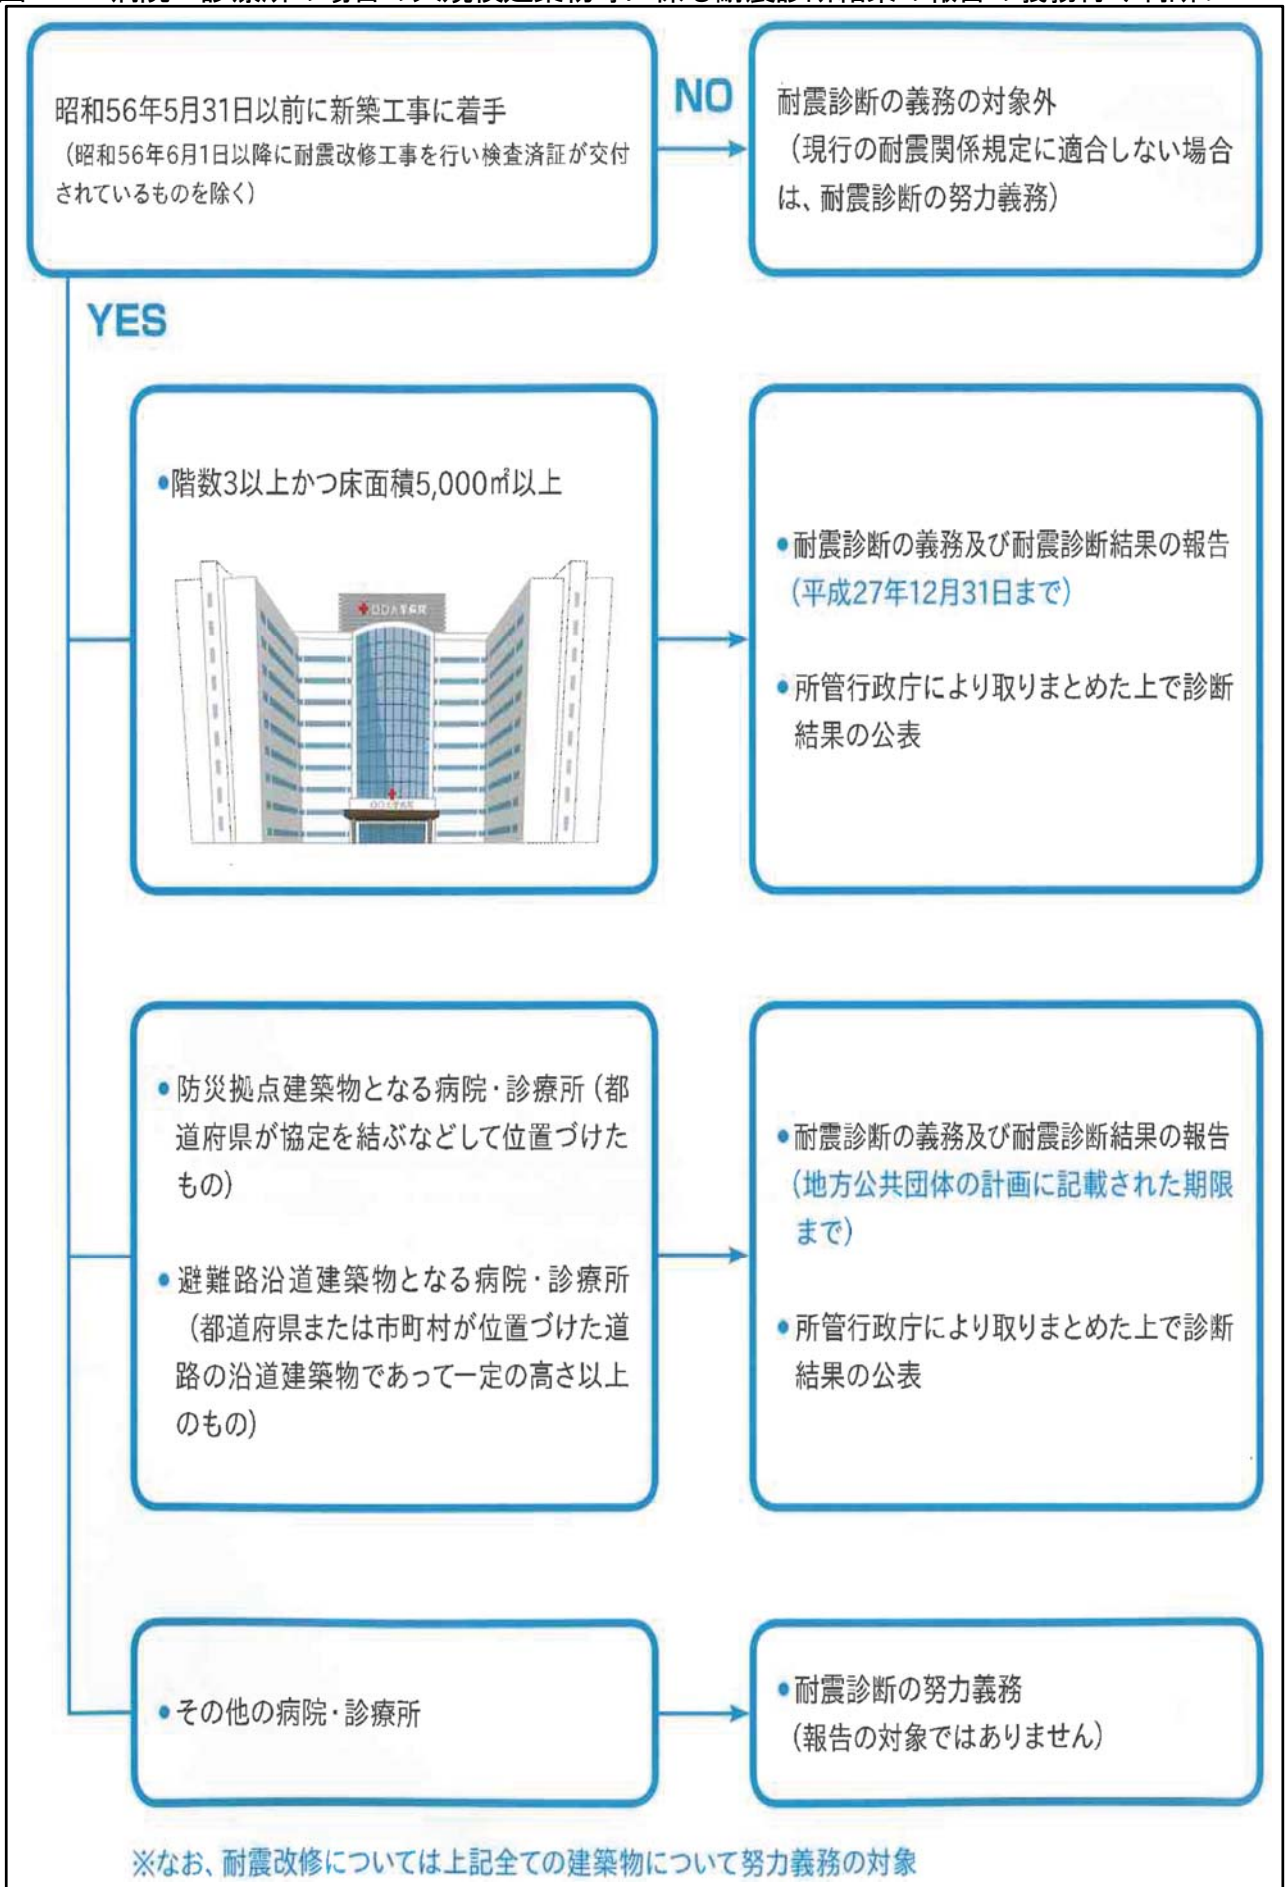 昭和56年5月31日以前に新築工事に着手
（昭和56年6月1日以降に耐震改修工事を行い検査済証が交付
されているものを除く）
NO
耐震診断の義務の対象外
（現行の耐震関係規定に適合しない場合
は、耐震診断の努力義務）
YES
•階数3以上かつ床面積5,000㎡以上
•耐震診断の義務及び耐震診断結果の報告
（平成27年12月31日まで）
•所管行政庁により取りまとめた上で診断
結果の公表
•防災拠点建築物となる病院・診療所（都
道府県が協定を結ぶなどして位置づけた
もの）
•避難路沿道建築物となる病院・診療所
（都道府県または市町村が位置づけた道
路の沿道建築物であって一定の高さ以上
のもの）
•耐震診断の義務及び耐震診断結果の報告
（地方公共団体の計画に記載された期限
まで）
•所管行政庁により取りまとめた上で診断
結果の公表
•その他の病院・診療所
•耐震診断の努力義務
（報告の対象ではありません）
※なお、耐震改修については上記全ての建築物について努力義務の対象